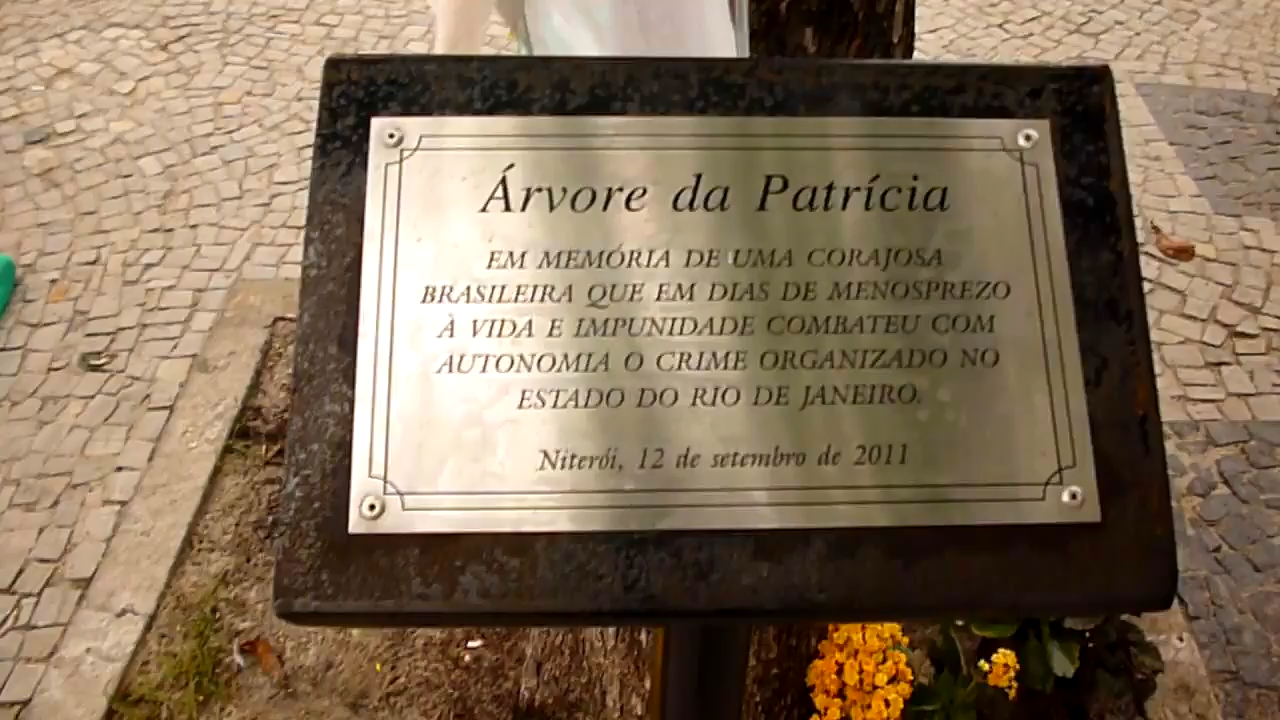 Árvore da Patrícia
EM MEMÓRIA DE UMA CORAJOSA
BRASILEIRA QUE EM DIAS DE MENOSPREZO
À VIDA E IMPUNIDADE COMBATEU COM
AUTONOMIA O CRIME ORGANIZADO NO
ESTADO DO RIO DE JANEIRO.
Niterói, 12 de setembro de 2011